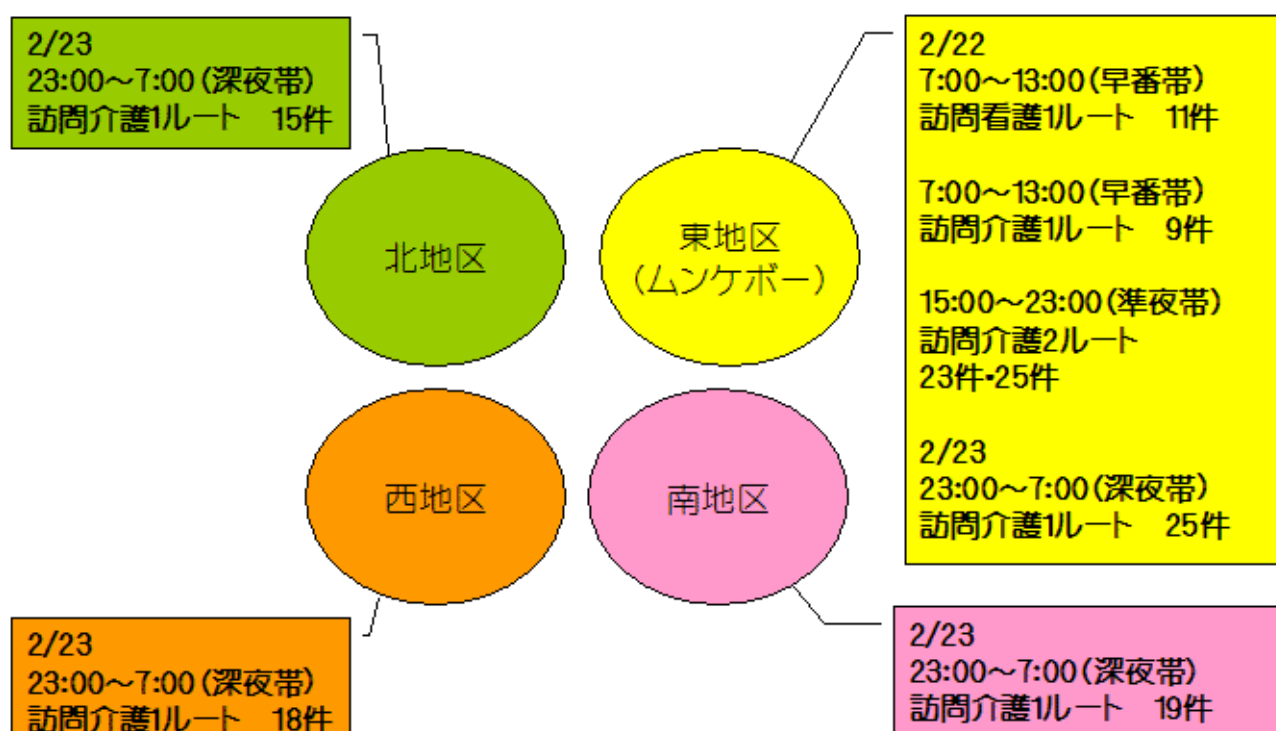 2/23
23:00～7:00(深夜帯)
訪問介護1ルート　15件
北地区
東地区
(ムンケボー)
2/22
7:00～13:00(早番帯)
訪問看護1ルート　11件
7:00～13:00(早番帯)
訪問介護1ルート　9件
15:00～23:00(準夜帯)
訪問介護2ルート
23件・25件
2/23
23:00～7:00(深夜帯)
訪問介護1ルート　25件
西地区
南地区
2/23
23:00～7:00(深夜帯)
訪問介護1ルート　18件
2/23
23:00～7:00(深夜帯)
訪問介護1ルート　19件